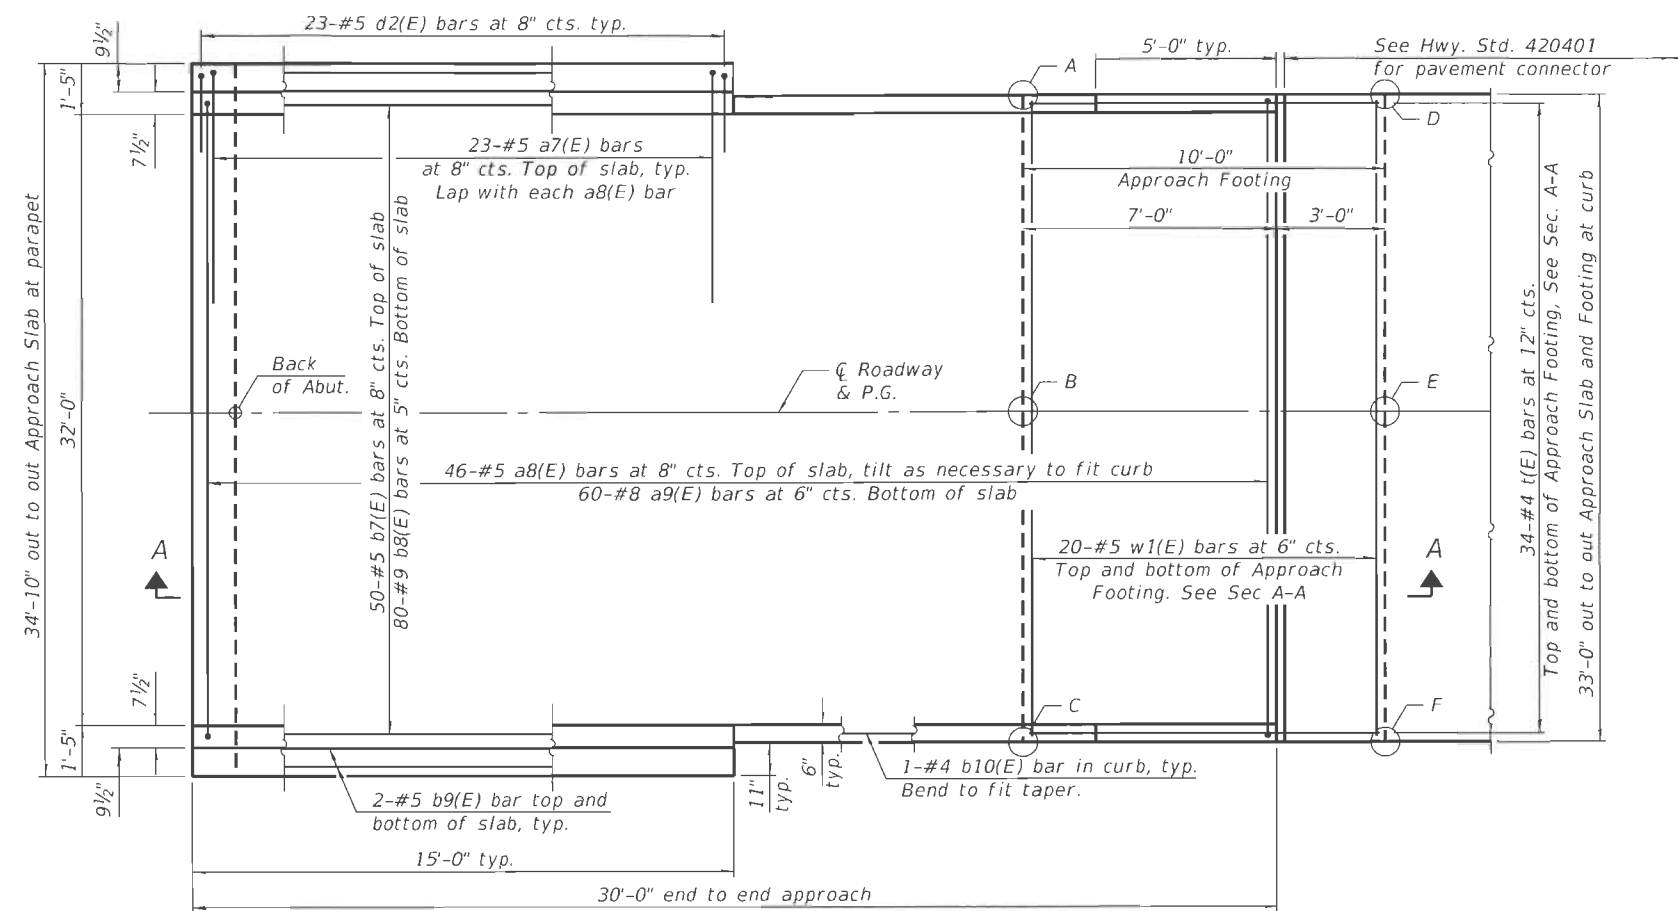 23-#5 d2(E) bars at 8" cts. typ.
9½"
1'-5"
7½"
5'-0" typ.
See Hwy. Std. 420401
for pavement connector
A
D
23-#5 a7(E) bars
at 8" cts. Top of slab, typ.
Lap with each a8(E) bar
10'-0"
Approach Footing
7'-0"
3'-0"
34'-10" out to out Approach Slab at parapet
32'-0"
50-#5 b7(E) bars at 8" cts. Top of slab
80-#9 b8(E) bars at 5" cts. Bottom of slab
34-#4 t(E) bars at 12" cts.
Top and bottom of Approach Footing, See Sec. A-A
33'-0" out to out Approach Slab and Footing at curb
Back
of Abut.
℄ Roadway
& P.G.
B
E
46-#5 a8(E) bars at 8" cts. Top of slab, tilt as necessary to fit curb
60-#8 a9(E) bars at 6" cts. Bottom of slab
A
20-#5 w1(E) bars at 6" cts.
Top and bottom of Approach
Footing. See Sec A-A
A
7½"
1'-5"
9½"
C
F
6"
typ.
11"
typ.
1-#4 b10(E) bar in curb, typ.
Bend to fit taper.
2-#5 b9(E) bar top and
bottom of slab, typ.
15'-0" typ.
30'-0" end to end approach